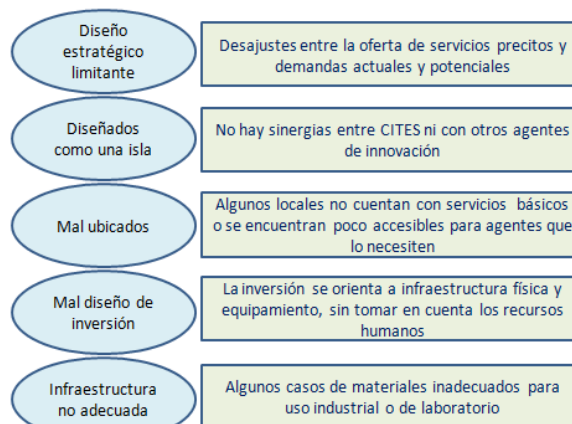 Diseño
estratégico
limitante
Desajustes entre la oferta de servicios precitos y
demandas actuales y potenciales
Diseñados
como una isla
No hay sinergias entre CITES ni con otros agentes
de innovación
Mal ubicados
Algunos locales no cuentan con servicios básicos
o se encuentran poco accesibles para agentes que
lo necesiten
Mal diseño de
inversión
La inversión se orienta a infraestructura física y
equipamiento, sin tomar en cuenta los recursos
humanos
Infraestructura
no adecuada
Algunos casos de materiales inadecuados para
uso industrial o de laboratorio